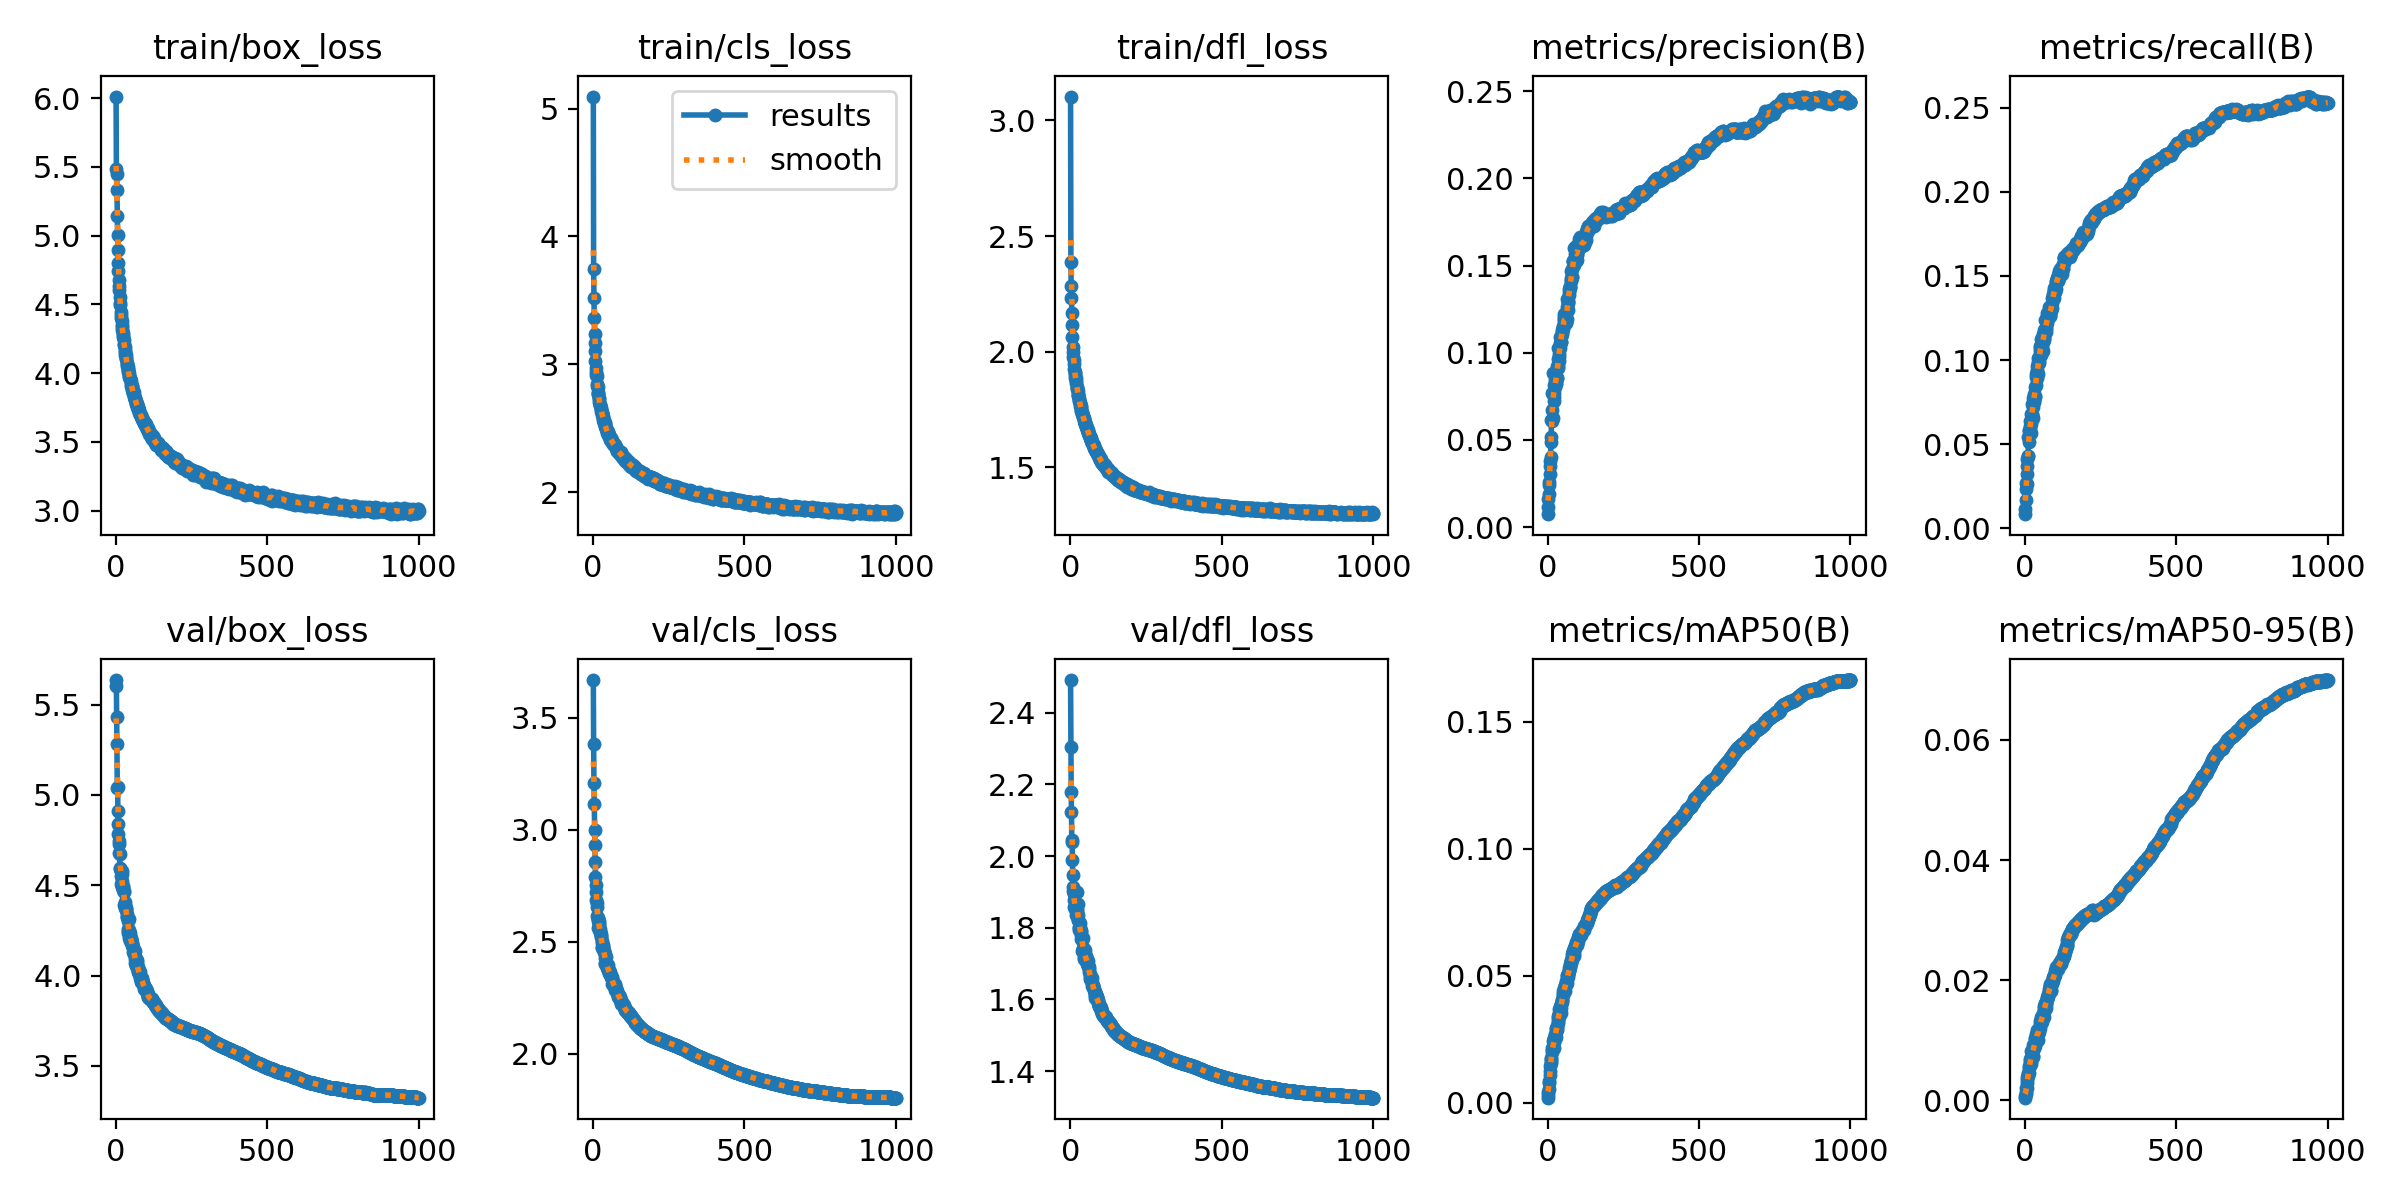 train/box_loss
6.0
5.5
5.0
4.5
4.0
3.5
3.0
0 500 1000
train/cls_loss
results
smooth
5
4
3
2
0 500 1000
train/dfl_loss
3.0
2.5
2.0
1.5
0 500 1000
metrics/precision(B)
0.25
0.20
0.15
0.10
0.05
0.00
0 500 1000
metrics/recall(B)
0.25
0.20
0.15
0.10
0.05
0.00
0 500 1000
val/box_loss
5.5
5.0
4.5
4.0
3.5
0 500 1000
val/cls_loss
3.5
3.0
2.5
2.0
0 500 1000
val/dfl_loss
2.4
2.2
2.0
1.8
1.6
1.4
0 500 1000
metrics/mAP50(B)
0.15
0.10
0.05
0.00
0 500 1000
metrics/mAP50-95(B)
0.06
0.04
0.02
0.00
0 500 1000